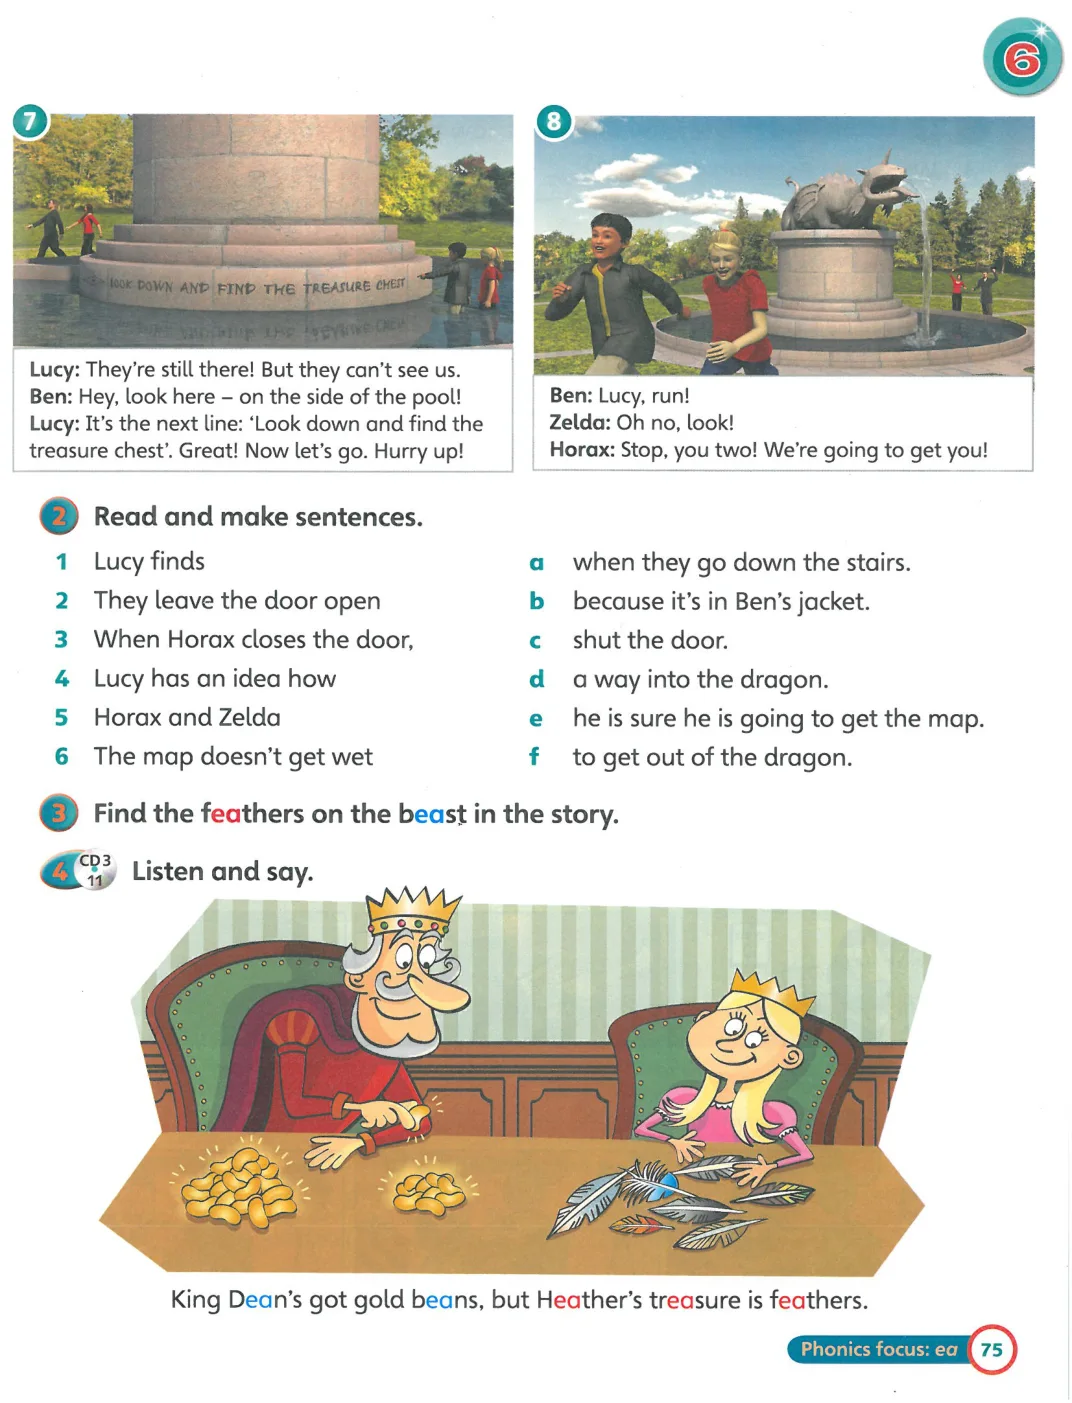 6
7
LOOK DOWN AND FIND THE TREASURE CHEST
Lucy: They're still there! But they can't see us.
Ben: Hey, look here – on the side of the pool!
Lucy: It's the next line: 'Look down and find the
treasure chest'. Great! Now let's go. Hurry up!
8
Ben: Lucy, run!
Zelda: Oh no, look!
Horax: Stop, you two! We're going to get you!
2 Read and make sentences.
1 Lucy finds
2 They leave the door open
3 When Horax closes the door,
4 Lucy has an idea how
5 Horax and Zelda
6 The map doesn't get wet
a when they go down the stairs.
b because it's in Ben's jacket.
c shut the door.
d a way into the dragon.
e he is sure he is going to get the map.
f to get out of the dragon.
3 Find the feathers on the beast in the story.
4 CD3 11 Listen and say.
King Dean's got gold beans, but Heather's treasure is feathers.
Phonics focus: ea 75